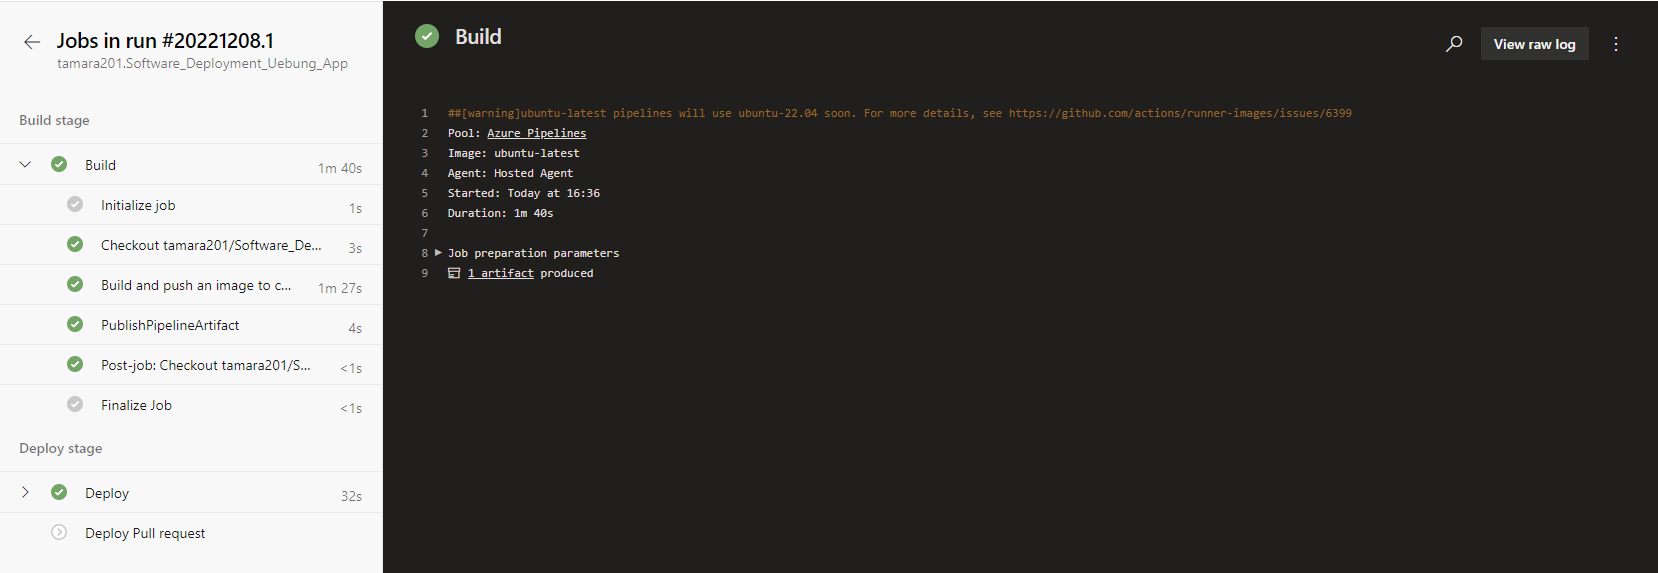 Jobs in run #20221208.1
tamara201.Software_Deployment_Uebung_App
Build stage
Build 1m 40s
Initialize job 1s
Checkout tamara201/Software_De... 3s
Build and push an image to c... 1m 27s
PublishPipelineArtifact 4s
Post-job: Checkout tamara201/S... <1s
Finalize Job <1s
Deploy stage
Deploy 32s
Deploy Pull request
Build
View raw log
1 ##[warning]ubuntu-latest pipelines will use ubuntu-22.04 soon. For more details, see https://github.com/actions/runner-images/issues/6399
2 Pool: Azure Pipelines
3 Image: ubuntu-latest
4 Agent: Hosted Agent
5 Started: Today at 16:36
6 Duration: 1m 40s
7
8 Job preparation parameters
9 1 artifact produced